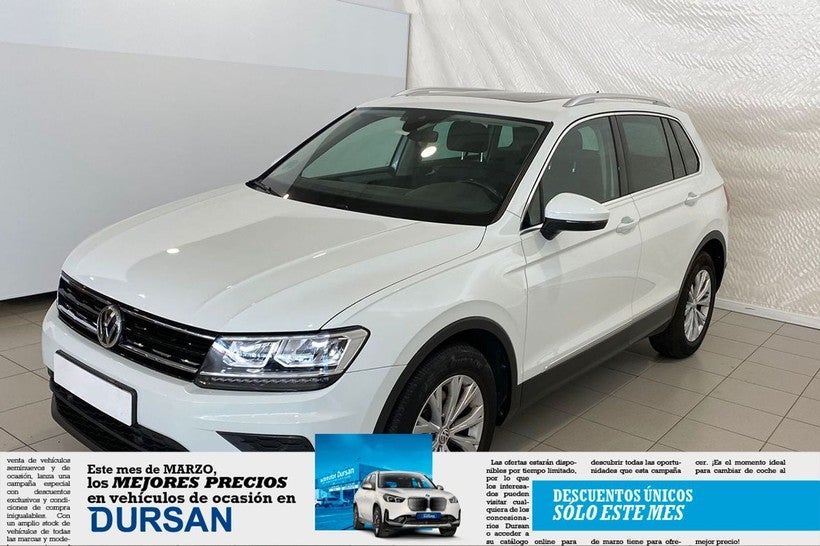 venta de vehículos
seminuevos y de
ocasión, lanza una
campaña especial
con descuentos
exclusivos y condi-
ciones de compra
inigualables. Con
un amplio stock de
vehículos de todas
las marcas y mode-
Este mes de MARZO,
los MEJORES PRECIOS
en vehículos de ocasión en
DURSAN
Dursan
Las ofertas estarán dispo-
nibles por tiempo limitado,
por lo que
los interesa-
dos pueden
visitar cual-
quiera de los
concesiona-
rios Dursan
o acceder a
su catálogo online para
descubrir todas las oportu-
nidades que esta campaña
cer. ¡Es el momento ideal
para cambiar de coche al
DESCUENTOS ÚNICOS
SÓLO ESTE MES
de marzo tiene para ofre-
mejor precio!